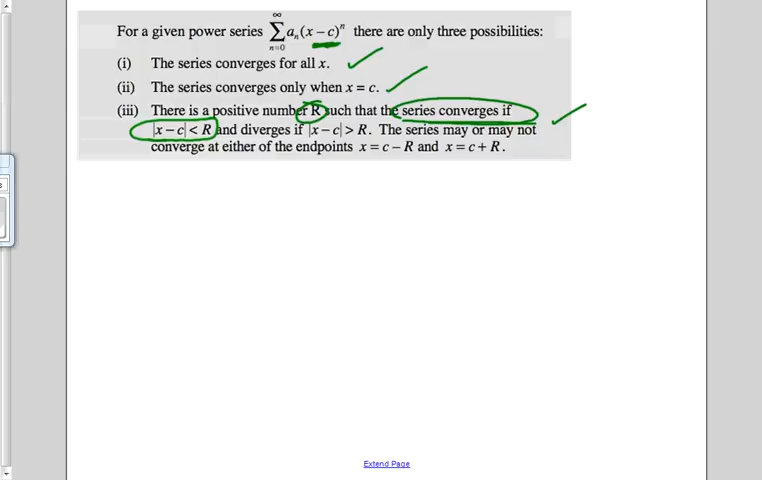 For a given power series ∑_{n=0}^{∞} a_n(x − c)^n there are only three possibilities:
(i) The series converges for all x.
(ii) The series converges only when x = c.
(iii) There is a positive number R such that the series converges if
|x − c| < R and diverges if |x − c| > R. The series may or may not
converge at either of the endpoints x = c − R and x = c + R.
s
Extend Page